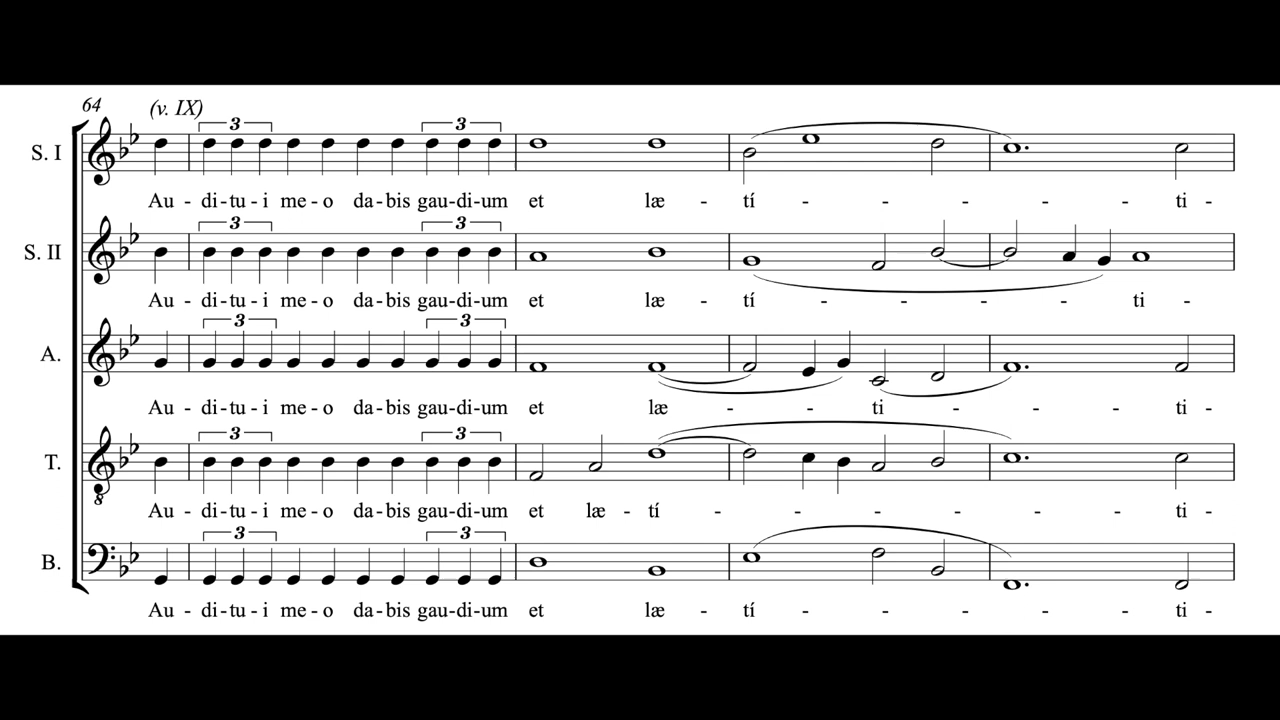 64 (v. IX)
3 3
S. I
Au - di - tu - i me - o da - bis gau - di - um et læ - tí - - - - - ti -
3 3
S. II
Au - di - tu - i me - o da - bis gau - di - um et læ - tí - - - - ti -
3 3
A.
Au - di - tu - i me - o da - bis gau - di - um et læ - - ti - - - ti -
3 3
T.
8
Au - di - tu - i me - o da - bis gau - di - um et læ - tí - - - - - - ti -
3 3
B.
Au - di - tu - i me - o da - bis gau - di - um et læ - tí - - - - ti -